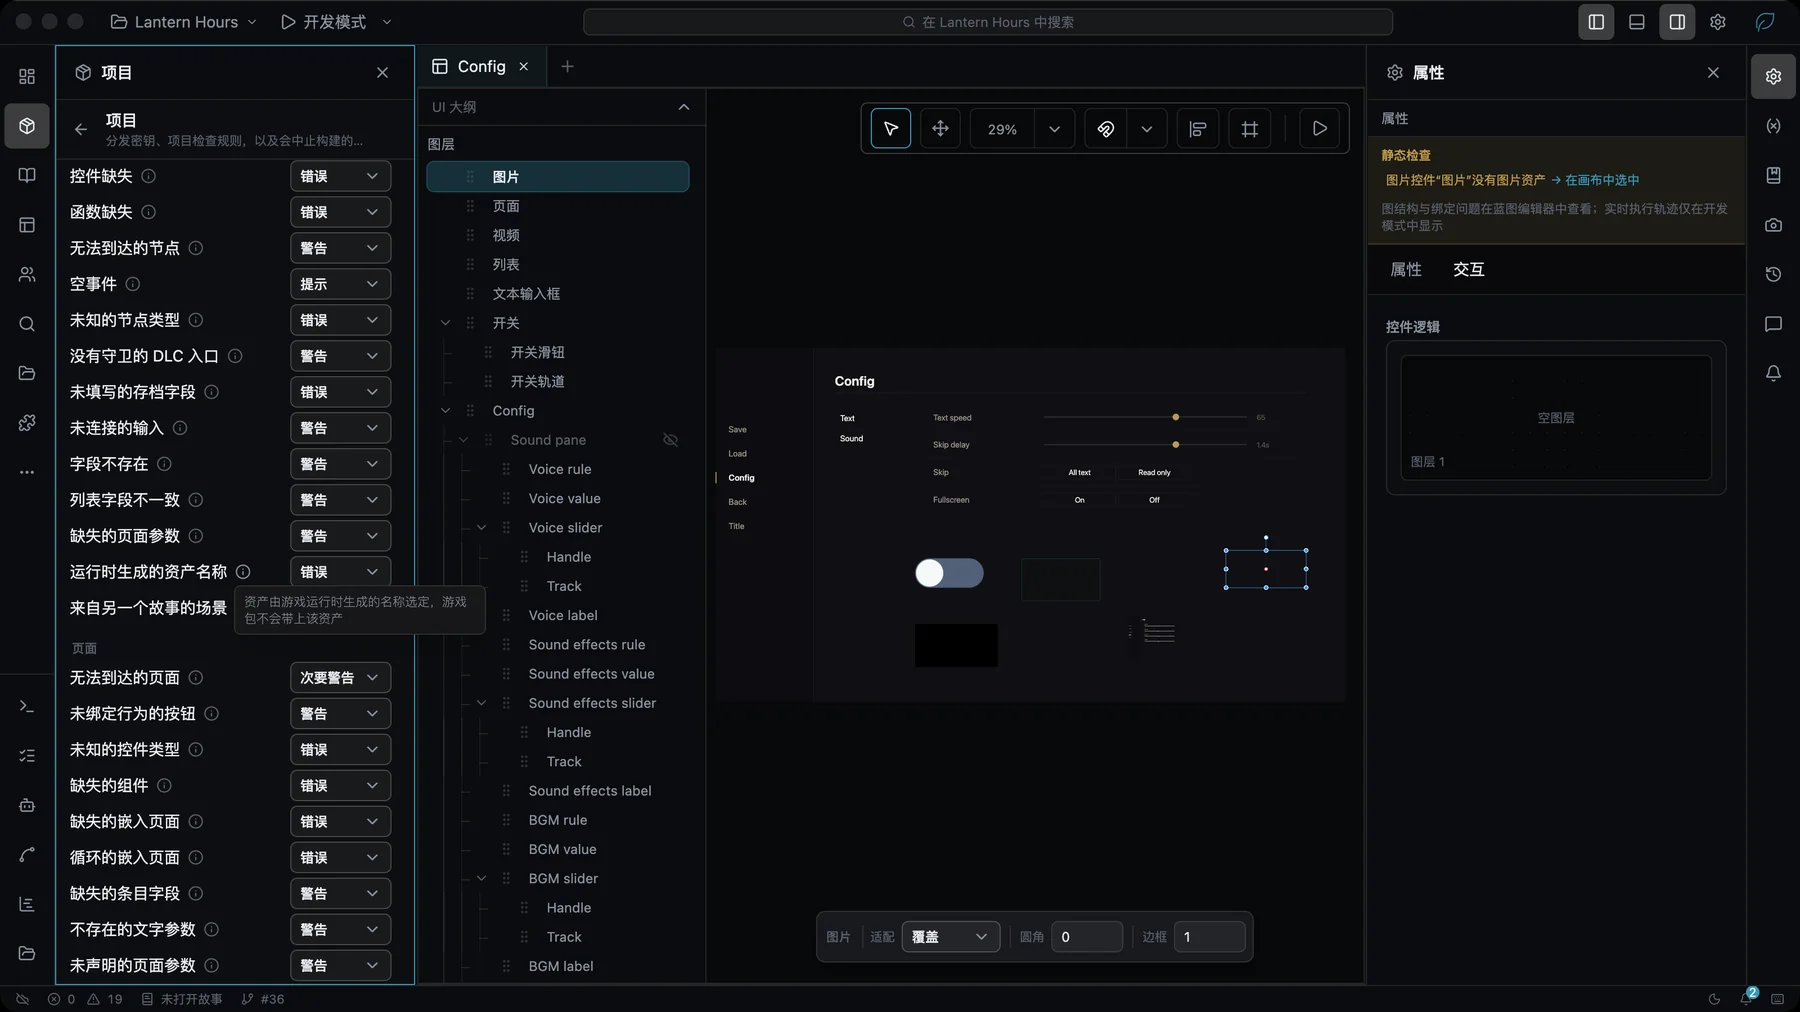 Lantern Hours
开发模式
在 Lantern Hours 中搜索
项目
项目
分发密钥、项目检查规则，以及会中止构建的...
控件缺失
错误
函数缺失
错误
无法到达的节点
警告
空事件
提示
未知的节点类型
错误
没有守卫的 DLC 入口
警告
未填写的存档字段
错误
未连接的输入
警告
字段不存在
警告
列表字段不一致
警告
缺失的页面参数
警告
运行时生成的资产名称
错误
来自另一个故事的场景
资产由游戏运行时生成的名称选定，游戏
包不会带上该资产
页面
无法到达的页面
次要警告
未绑定行为的按钮
警告
未知的控件类型
错误
缺失的组件
错误
缺失的嵌入页面
错误
循环的嵌入页面
错误
缺失的条目字段
警告
不存在的文字参数
警告
未声明的页面参数
警告
Config
UI 大纲
图层
图片
页面
视频
列表
文本输入框
开关
开关滑钮
开关轨道
Config
Sound pane
Voice rule
Voice value
Voice slider
Handle
Track
Voice label
Sound effects rule
Sound effects value
Sound effects slider
Handle
Track
Sound effects label
BGM rule
BGM value
BGM slider
Handle
Track
BGM label
29%
Config
Text
Sound
Text speed
65
Skip delay
1.4s
Skip
All text
Read only
Fullscreen
On
Off
Save
Load
Config
Back
Title
图片
适配
覆盖
圆角
0
边框
1
属性
属性
静态检查
图片控件“图片”没有图片资产 → 在画布中选中
图结构与绑定问题在蓝图编辑器中查看；实时执行轨迹仅在开发
模式中显示
属性
交互
控件逻辑
空图层
图层 1
0
19
未打开故事
#36
2